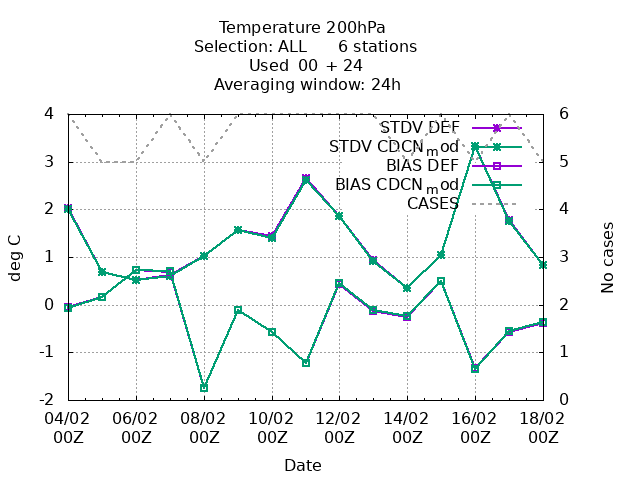 Temperature 200hPa
Selection: ALL      6 stations
Used  00 + 24
Averaging window: 24h
4 6
STDV DEF
STDV CDCNmod
3 5
BIAS DEF
BIAS CDCNmod
CASES
2 4
deg C
1 3
No cases
0 2
-1 1
-2 0
04/02 06/02 08/02 10/02 12/02 14/02 16/02 18/02
00Z 00Z 00Z 00Z 00Z 00Z 00Z 00Z
Date